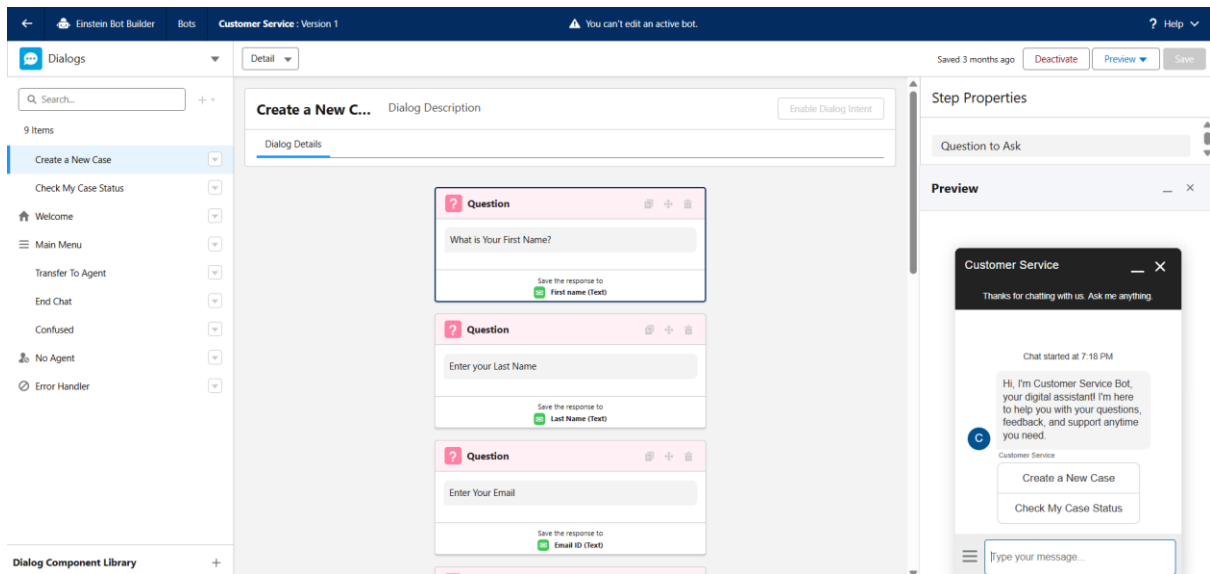 Einstein Bot Builder
Bots
Customer Service : Version 1
You can't edit an active bot.
? Help
Dialogs
Detail
Saved 3 months ago
Deactivate
Preview
Save
Search...
9 Items
Create a New Case
Check My Case Status
Welcome
Main Menu
Transfer To Agent
End Chat
Confused
No Agent
Error Handler
Dialog Component Library
Create a New C...
Dialog Description
Enable Dialog Intent
Dialog Details
? Question
What is Your First Name?
Save the response to
First name (Text)
? Question
Enter your Last Name
Save the response to
Last Name (Text)
? Question
Enter Your Email
Save the response to
Email ID (Text)
Step Properties
Question to Ask
Preview
Customer Service
Thanks for chatting with us. Ask me anything.
Chat started at 7:18 PM
Hi, I'm Customer Service Bot,
your digital assistant! I'm here
to help you with your questions,
feedback, and support anytime
you need.
C
Customer Service
Create a New Case
Check My Case Status
Type your message...